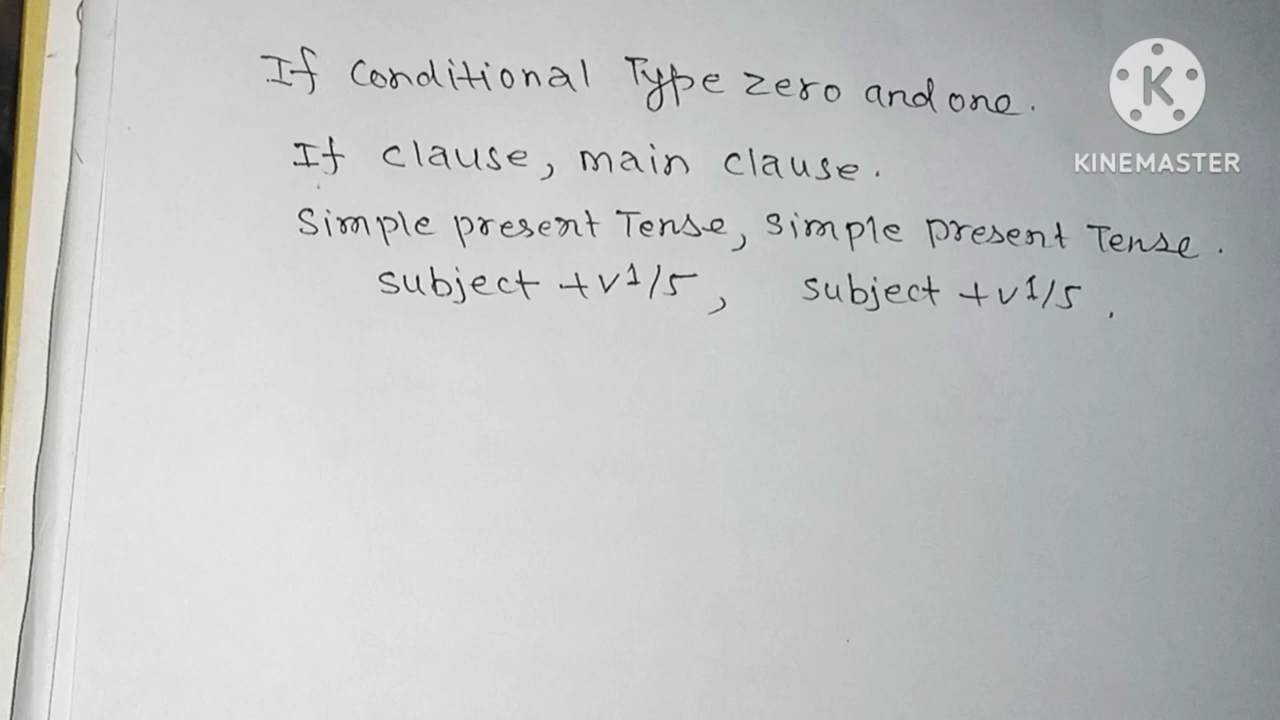 If conditional Type zero and one.
KINEMASTER
If clause, main clause.
Simple present Tense, simple present Tense.
subject + v1/5, subject + v1/5.